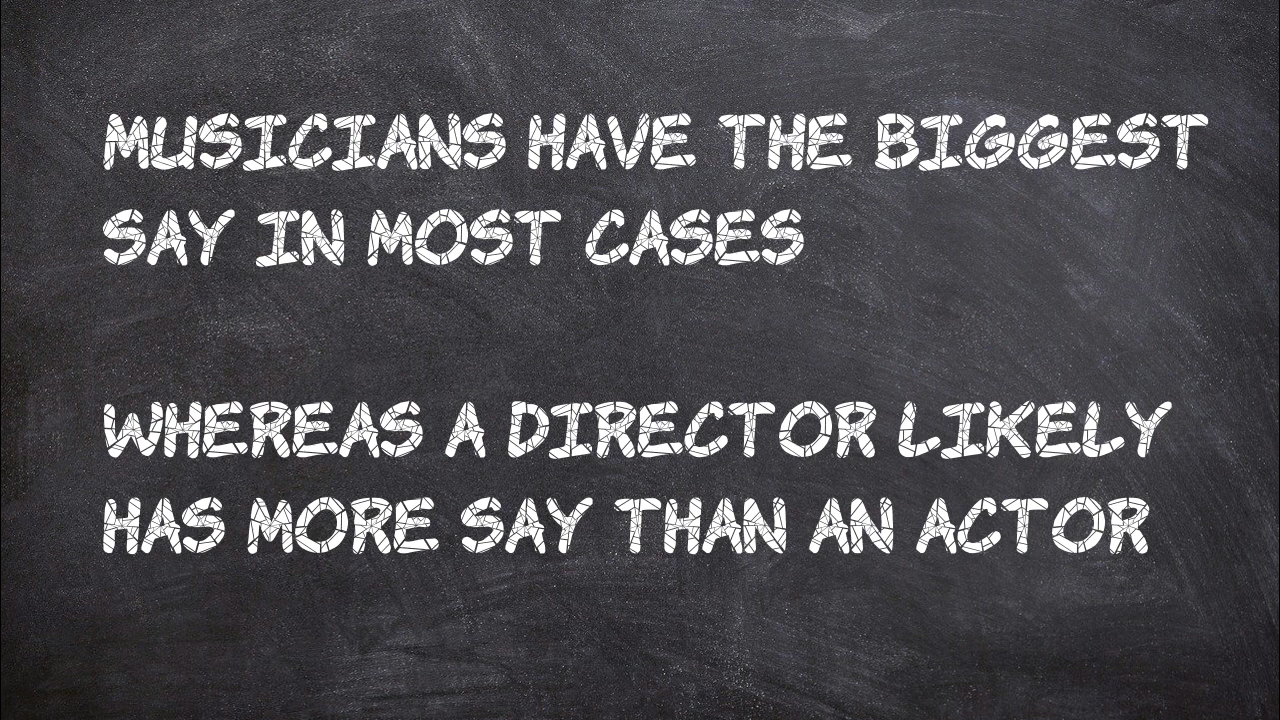 MUSICIANS HAVE THE BIGGEST
SAY IN MOST CASES
WHEREAS A DIRECTOR LIKELY
HAS MORE SAY THAN AN ACTOR